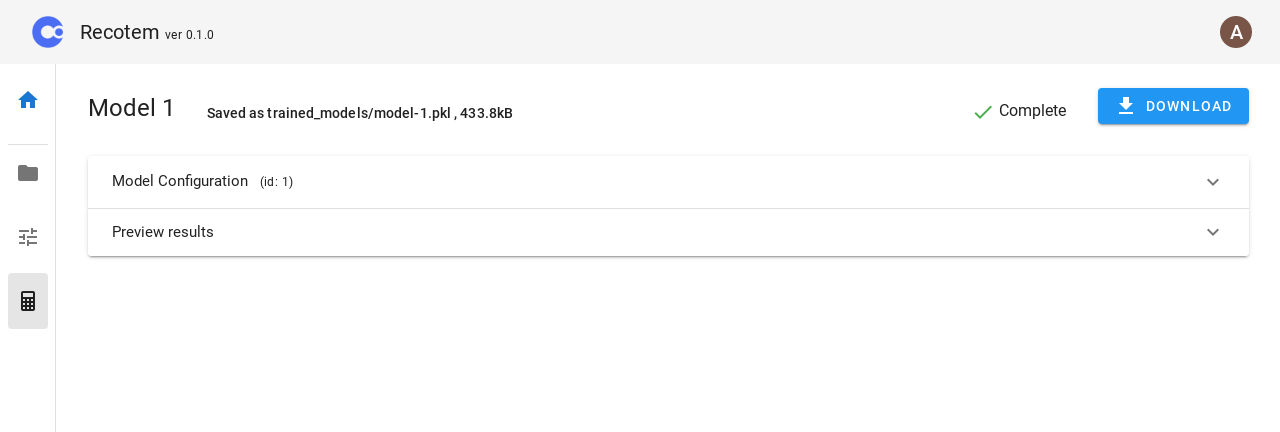 Recotem ver 0.1.0
A
Model 1
Saved as trained_models/model-1.pkl , 433.8kB
Complete
DOWNLOAD
Model Configuration (id: 1)
Preview results